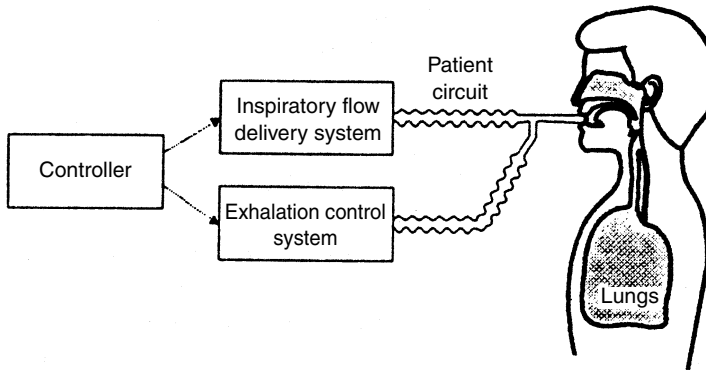 Patient
circuit
Inspiratory flow
delivery system
Controller
Exhalation control
system
Lungs